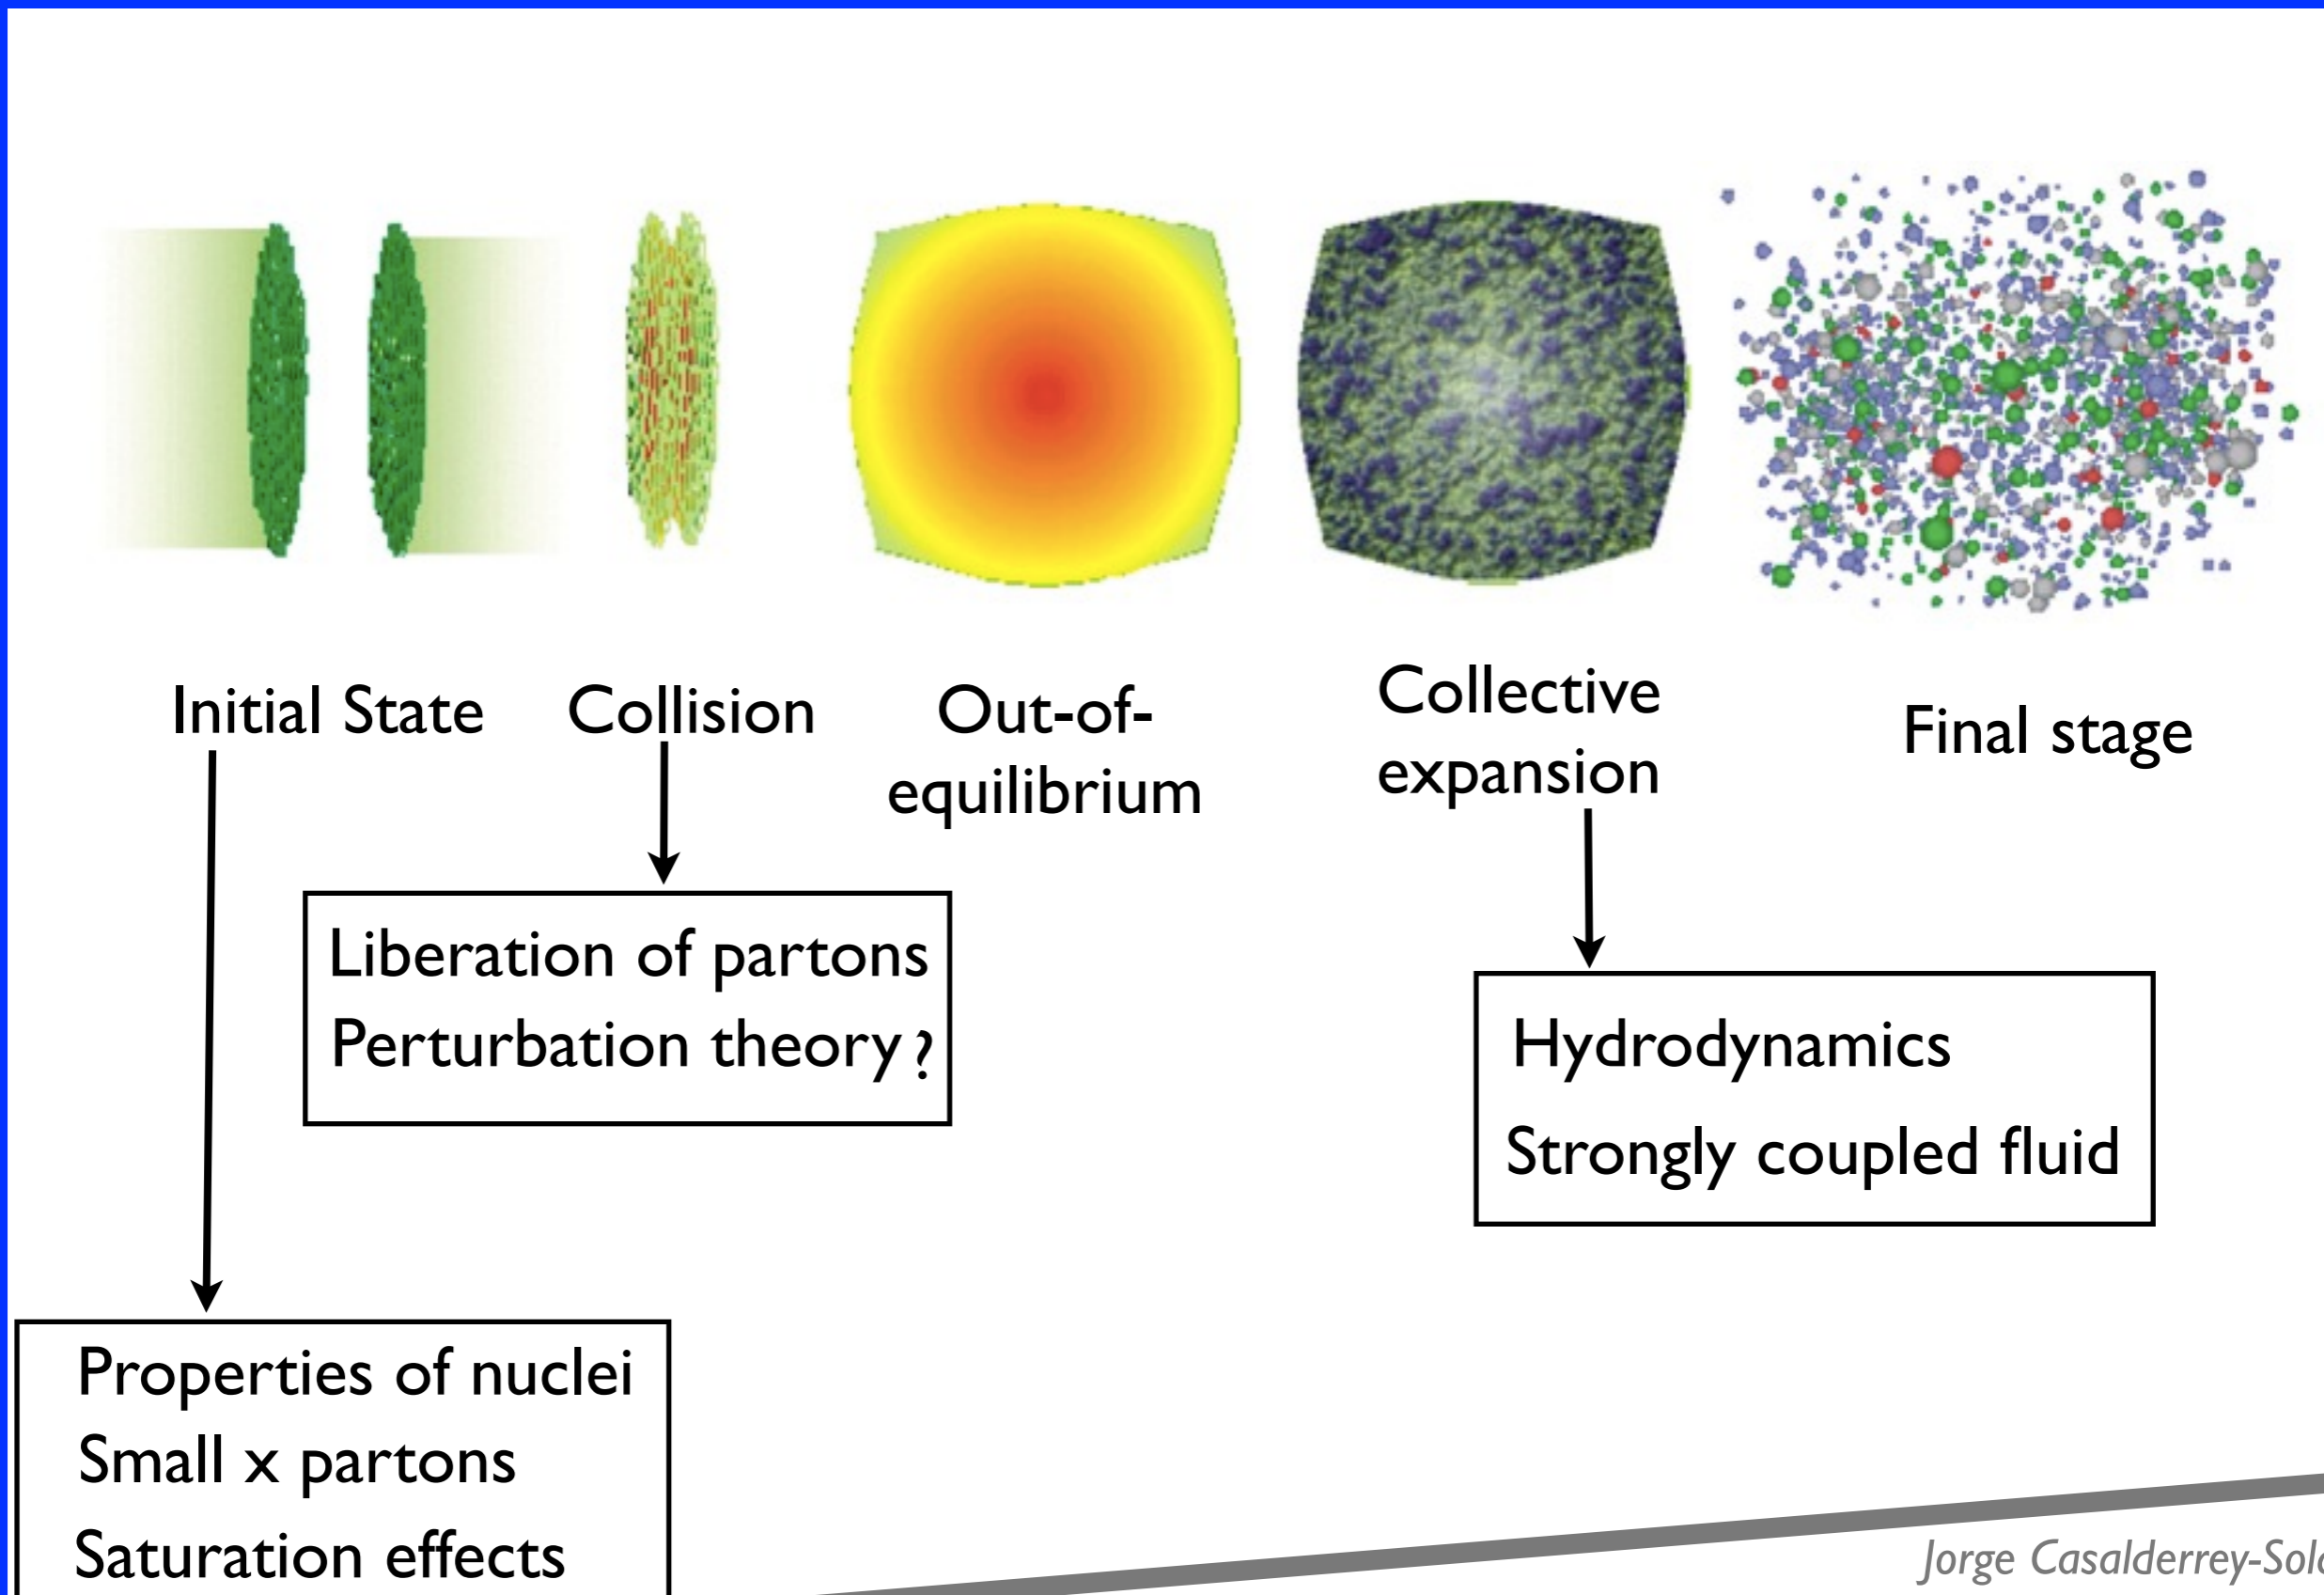 Initial State
Collision
Out-of-
equilibrium
Collective
expansion
Final stage
Liberation of partons
Perturbation theory ?
Hydrodynamics
Strongly coupled fluid
Properties of nuclei
Small x partons
Saturation effects
Jorge